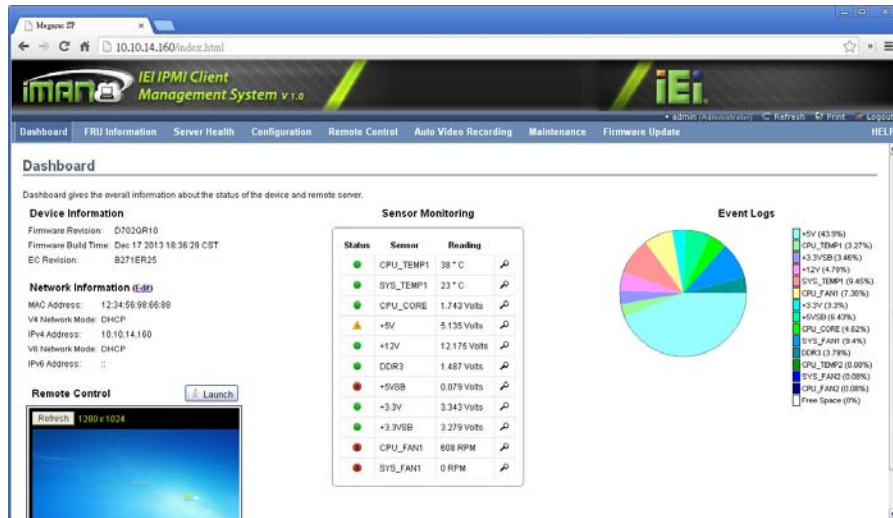 Megarac SP
10.10.14.160/index.html
iMAN
IEI IPMI Client
Management System v 1.0
iEi
admin (Administrator) Refresh Print Logout
Dashboard FRU Information Server Health Configuration Remote Control Auto Video Recording Maintenance Firmware Update HELP
Dashboard
Dashboard gives the overall information about the status of the device and remote server.
Device Information
Firmware Revision: D702QR10
Firmware Build Time: Dec 17 2013 18:36:29 CST
EC Revision: B271ER25
Network Information (Edit)
MAC Address: 12:34:56:98:66:88
V4 Network Mode: DHCP
IPv4 Address: 10.10.14.160
V6 Network Mode: DHCP
IPv6 Address: ::
Remote Control Launch
Refresh 1280 x 1024
Sensor Monitoring
Status Sensor Reading
CPU_TEMP1 38 ° C
SYS_TEMP1 23 ° C
CPU_CORE 1.743 Volts
+5V 5.135 Volts
+12V 12.175 Volts
DDR3 1.487 Volts
+5VSB 0.079 Volts
+3.3V 3.343 Volts
+3.3VSB 3.279 Volts
CPU_FAN1 608 RPM
SYS_FAN1 0 RPM
Event Logs
+5V (43.9%)
CPU_TEMP1 (3.27%)
+3.3VSB (3.46%)
+12V (4.78%)
SYS_TEMP1 (9.45%)
CPU_FAN1 (7.36%)
+3.3V (3.3%)
+5VSB (6.43%)
CPU_CORE (4.62%)
SYS_FAN1 (9.4%)
DDR3 (3.79%)
CPU_TEMP2 (0.08%)
SYS_FAN2 (0.08%)
CPU_FAN2 (0.08%)
Free Space (0%)